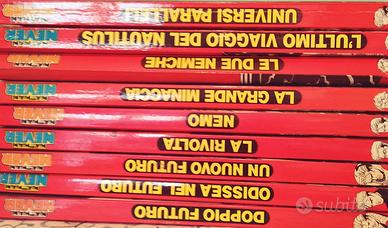 UNIVERSI PARALLELI
L'ULTIMO VIAGGIO DEL NAUTILUS
NEVER
LE DUE NEMICHE
LA GRANDE MINACCIA
NEVER
NEMO
LA RIVOLTA
NEVER
UN NUOVO FUTURO
ODISSEA NEL FUTURO
NEVER
DOPPIO FUTURO
subito